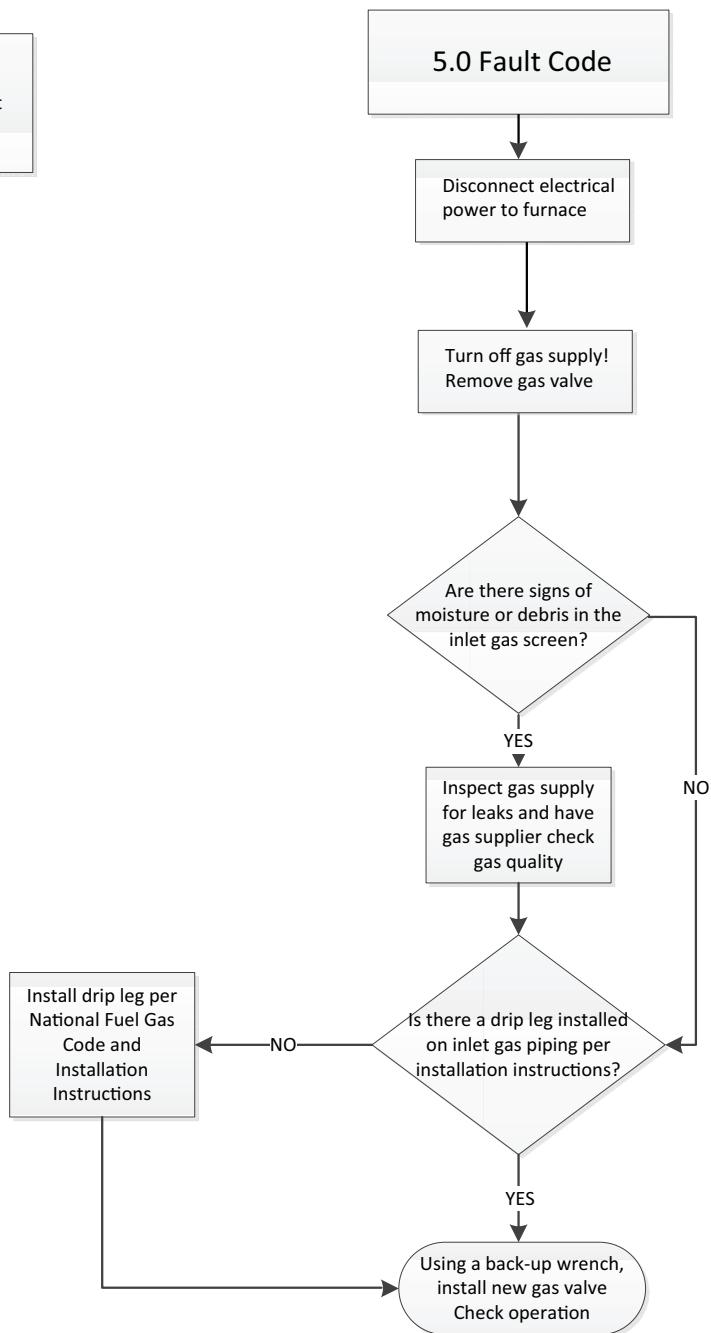 5.0 Fault Code
Disconnect electrical
power to furnace
Turn off gas supply!
Remove gas valve
Are there signs of
moisture or debris in the
inlet gas screen?
YES
NO
Inspect gas supply
for leaks and have
gas supplier check
gas quality
Is there a drip leg installed
on inlet gas piping per
installation instructions?
NO
Install drip leg per
National Fuel Gas
Code and
Installation
Instructions
YES
Using a back-up wrench,
install new gas valve
Check operation